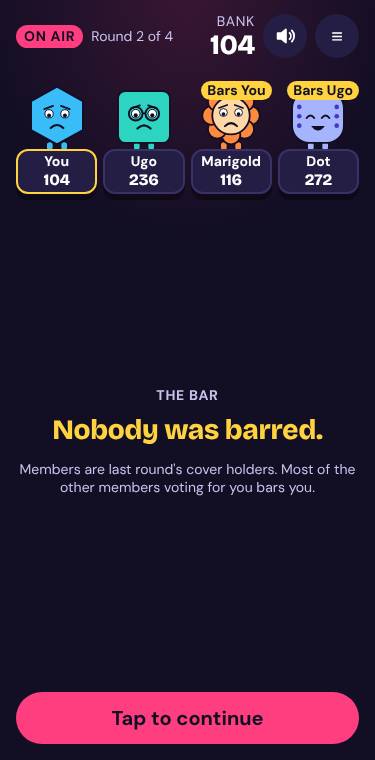 ON AIR
Round 2 of 4
BANK
104
Bars You
Bars Ugo
You
104
Ugo
236
Marigold
116
Dot
272
THE BAR
Nobody was barred.
Members are last round's cover holders. Most of the
other members voting for you bars you.
Tap to continue